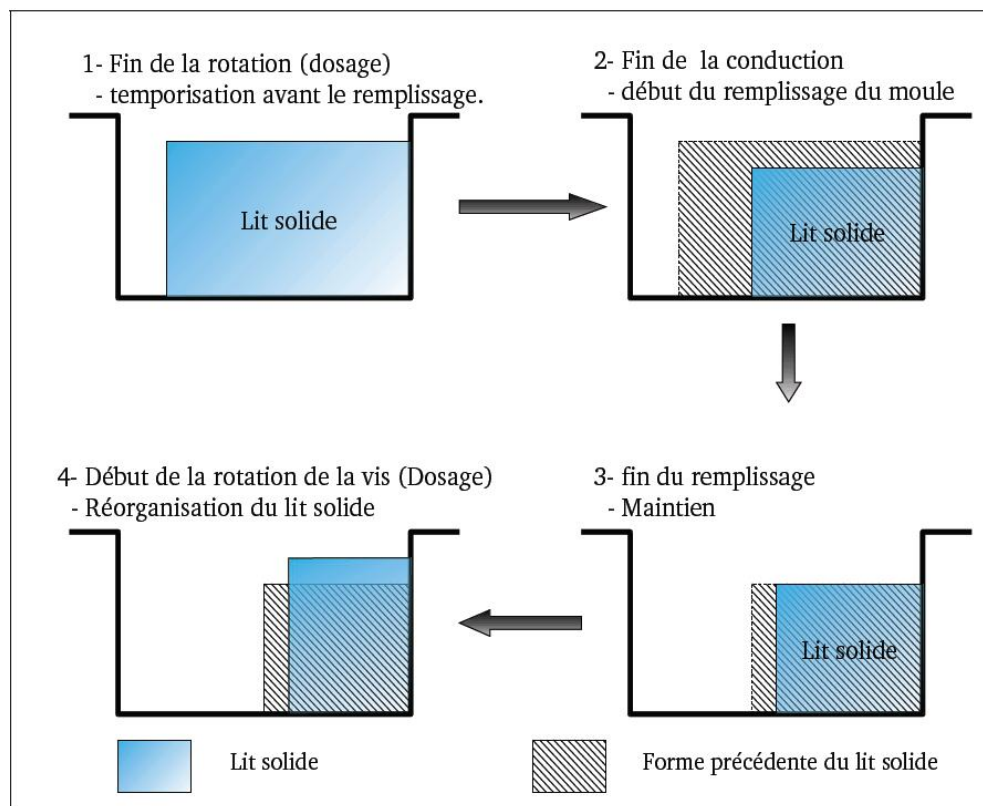 1- Fin de la rotation (dosage)
- temporisation avant le remplissage.
Lit solide
2- Fin de la conduction
- début du remplissage du moule
Lit solide
3- fin du remplissage
- Maintien
Lit solide
4- Début de la rotation de la vis (Dosage)
- Réorganisation du lit solide
Lit solide
Forme précédente du lit solide